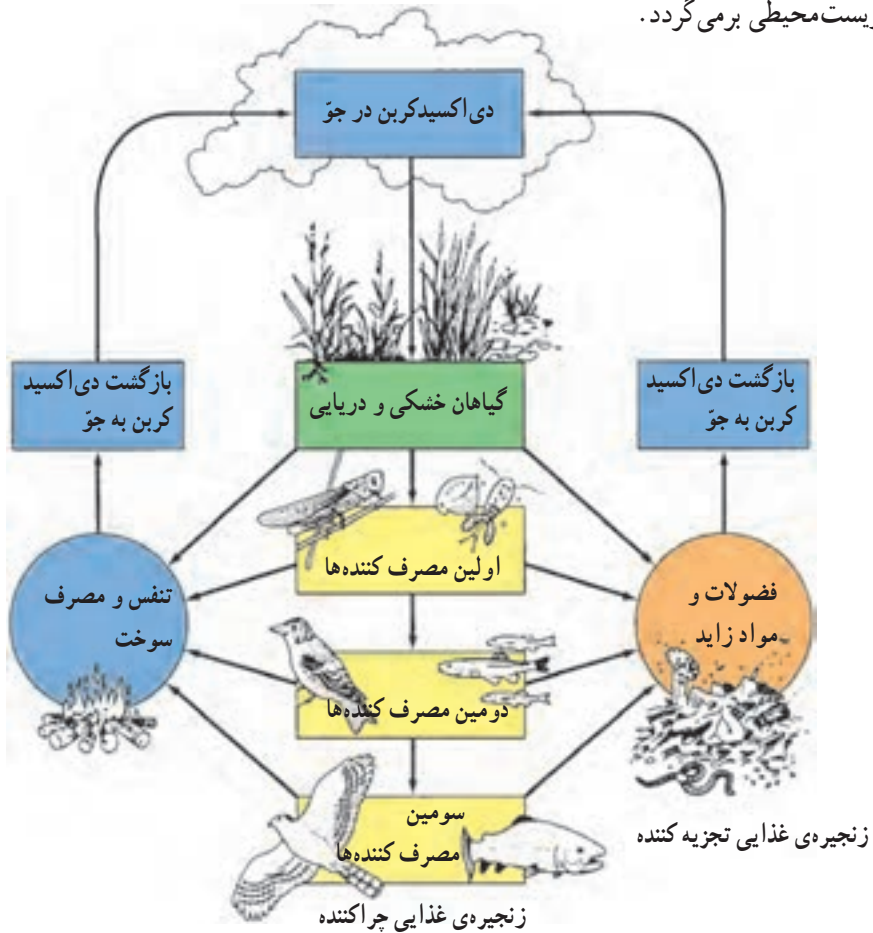 زیست‌محیطی برمی‌گردد.
دی‌اکسیدکربن در جوّ
گیاهان خشکی و دریایی
بازگشت دی‌اکسید
کربن به جوّ
بازگشت دی‌اکسید
کربن به جوّ
اولین مصرف کننده‌ها
فضولات و
مواد زاید
تنفس و مصرف
سوخت
دومین مصرف کننده‌ها
سومین
مصرف کننده‌ها
زنجیره‌ی غذایی تجزیه کننده
زنجیره‌ی غذایی چراکننده